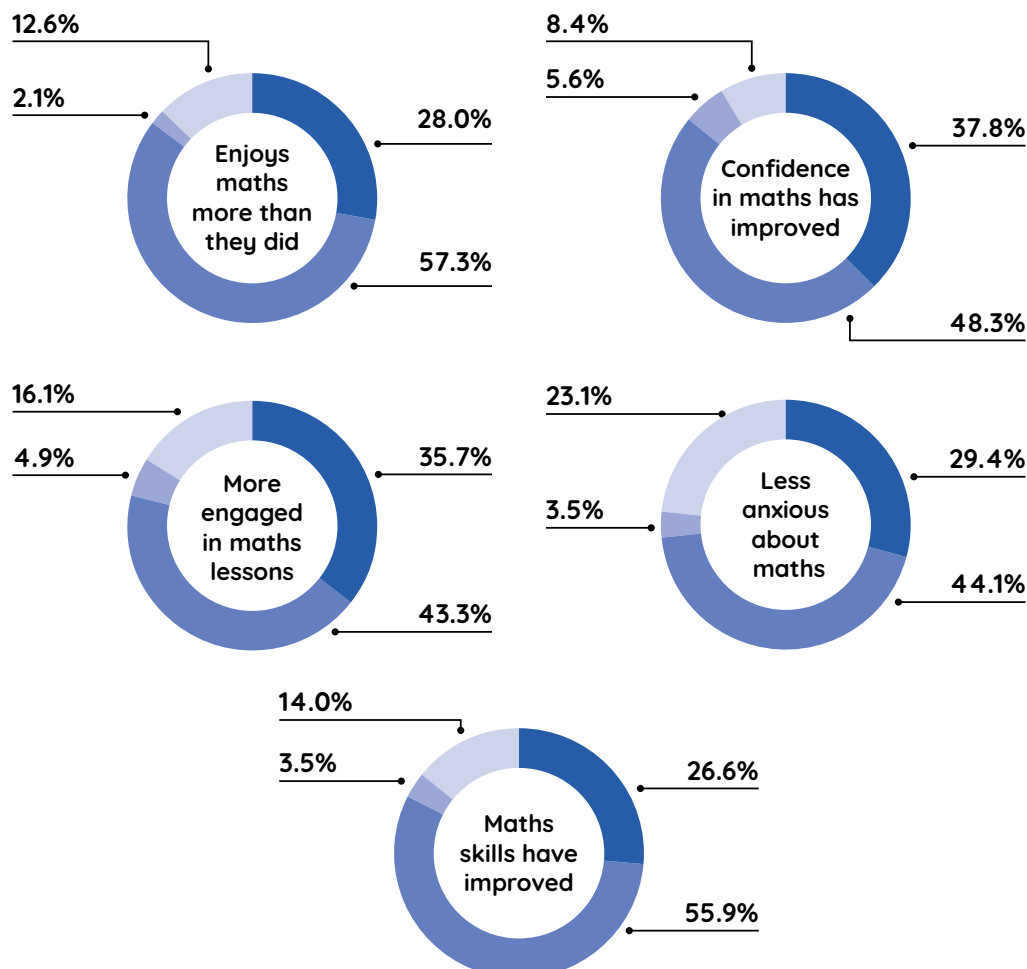 12.6%
2.1%
28.0%
57.3%
Enjoys
maths
more than
they did
8.4%
5.6%
37.8%
48.3%
Confidence
in maths has
improved
16.1%
4.9%
35.7%
43.3%
More
engaged
in maths
lessons
23.1%
3.5%
29.4%
44.1%
Less
anxious
about
maths
14.0%
3.5%
26.6%
55.9%
Maths
skills have
improved